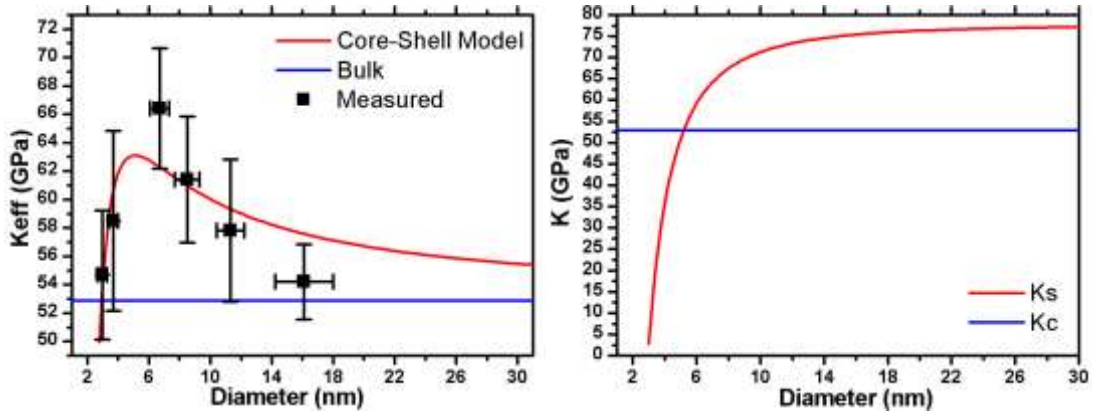 72
70
68
66
64
62
60
58
56
54
52
50
Keff (GPa)
Core-Shell Model
Bulk
Measured
2 6 10 14 18 22 26 30
Diameter (nm)
80
75
70
65
60
55
50
45
40
35
30
25
20
15
10
5
0
K (GPa)
Ks
Kc
2 6 10 14 18 22 26 30
Diameter (nm)